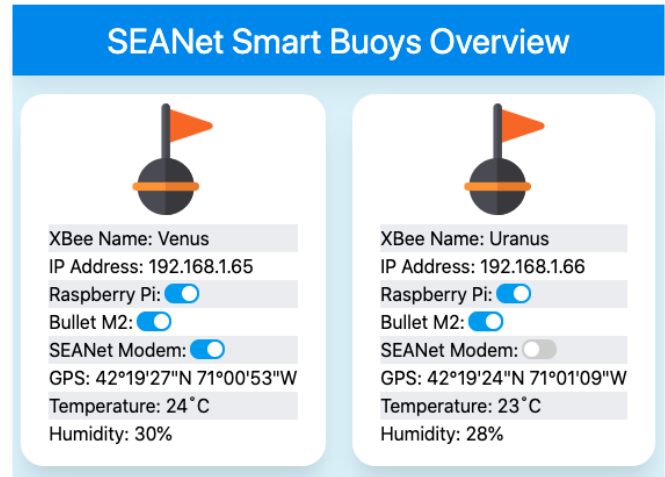 SEANet Smart Buoys Overview
XBee Name: Venus
IP Address: 192.168.1.65
Raspberry Pi:
Bullet M2:
SEANet Modem:
GPS: 42°19'27"N 71°00'53"W
Temperature: 24˚C
Humidity: 30%
XBee Name: Uranus
IP Address: 192.168.1.66
Raspberry Pi:
Bullet M2:
SEANet Modem:
GPS: 42°19'24"N 71°01'09"W
Temperature: 23˚C
Humidity: 28%